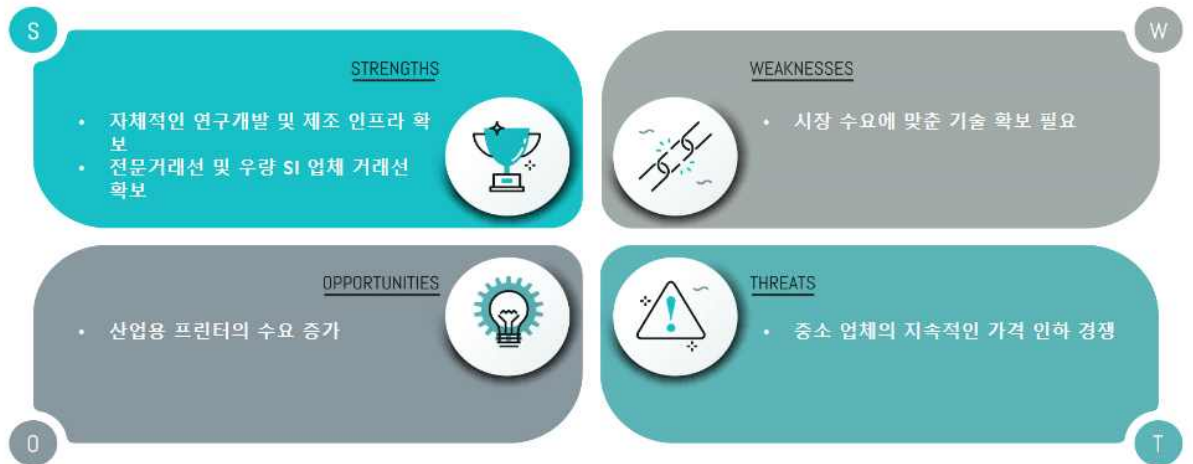 S
STRENGTHS
• 자체적인 연구개발 및 제조 인프라 확
보
• 전문거래선 및 우량 SI 업체 거래선
확보
W
WEAKNESSES
• 시장 수요에 맞춘 기술 확보 필요
OPPORTUNITIES
• 산업용 프린터의 수요 증가
O
THREATS
• 중소 업체의 지속적인 가격 인하 경쟁
T